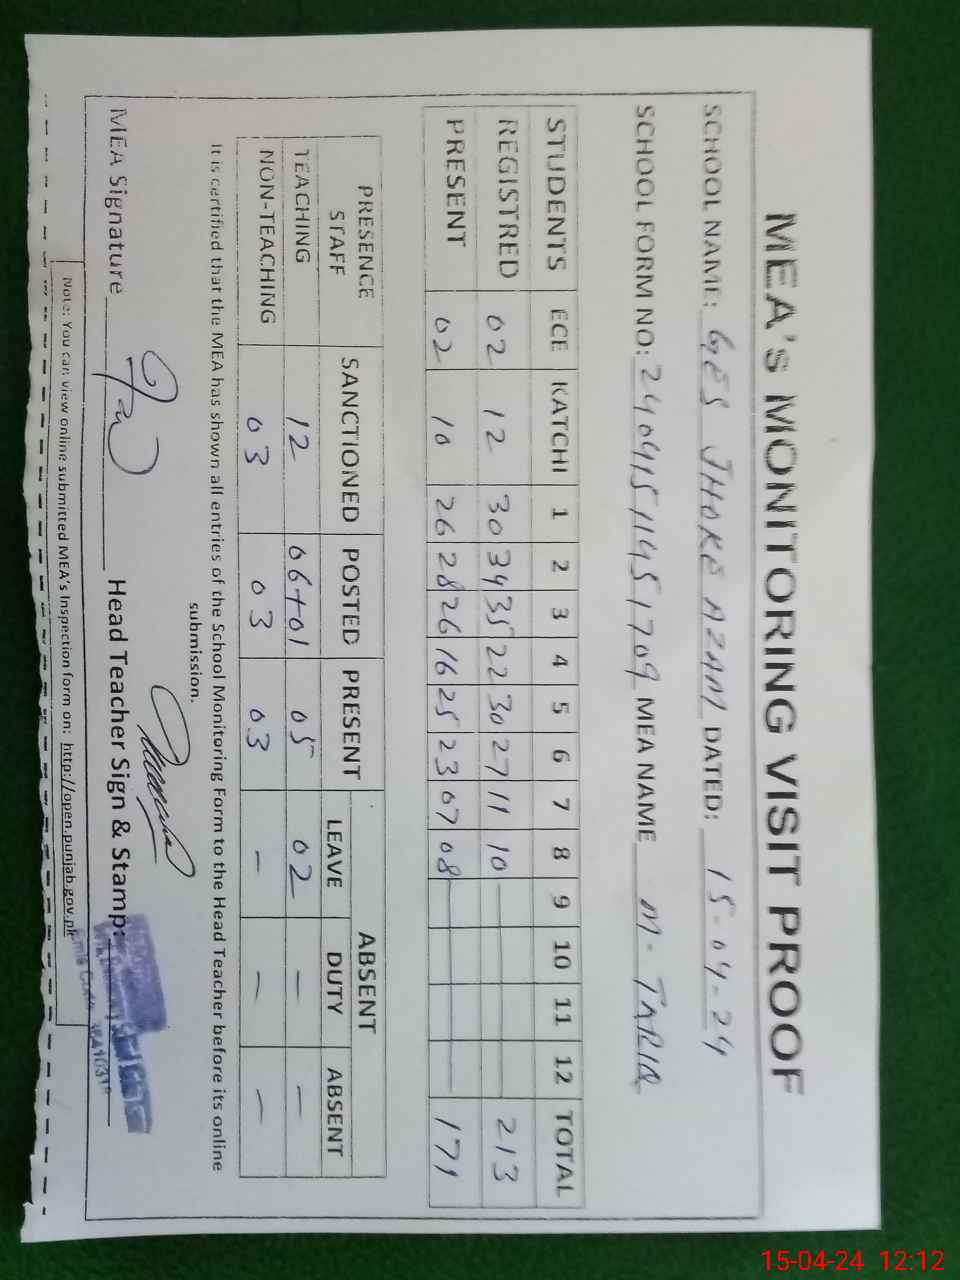 MEA's MONITORING VISIT PROOF
SCHOOL NAME: GES JHOKE AZAM DATED: 15-04-24
SCHOOL FORM NO: 24041511451709 MEA NAME M. TARIQ
STUDENTS ECE KATCHI 1 2 3 4 5 6 7 8 9 10 11 12 TOTAL
REGISTRED 02 12 30 34 35 22 30 27 11 10 213
PRESENT 02 10 26 28 26 16 25 23 07 08 171
PRESENCE STAFF SANCTIONED POSTED PRESENT ABSENT
LEAVE DUTY ABSENT
TEACHING 12 06+01 05 02 — —
NON-TEACHING 03 03 03 — — —
It is certified that the MEA has shown all entries of the School Monitoring Form to the Head Teacher before its online
submission.
MEA Signature Head Teacher Sign & Stamp:
Note: You can view online submitted MEA's Inspection form on: http://open.punjab.gov.pk
15-04-24 12:12